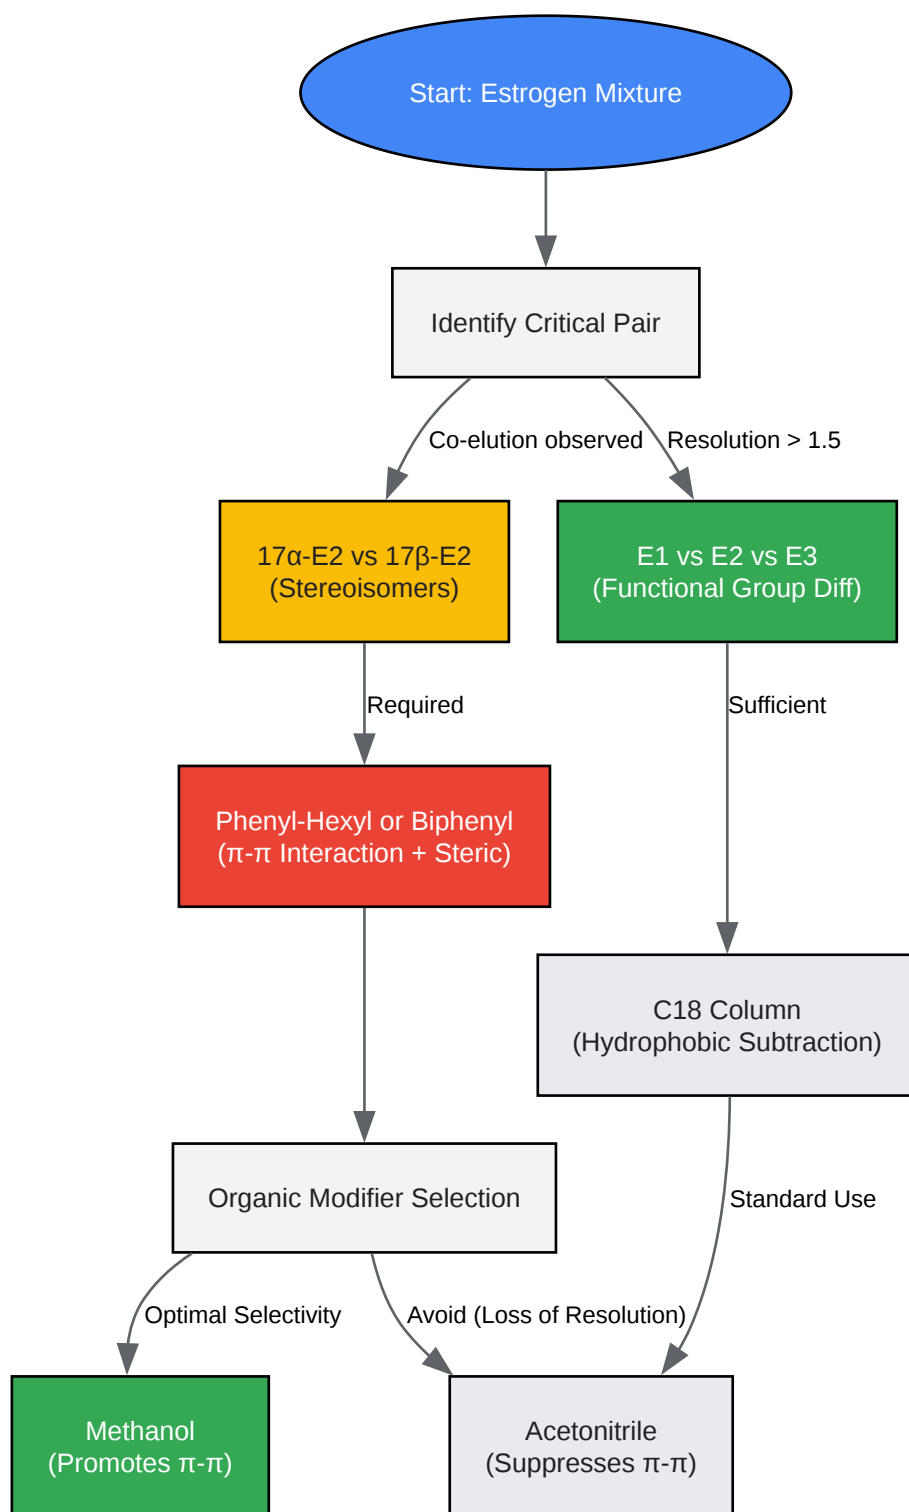 Start: Estrogen Mixture
Identify Critical Pair
Co-elution observed
Resolution > 1.5
17α-E2 vs 17β-E2
(Stereoisomers)
E1 vs E2 vs E3
(Functional Group Diff)
Required
Sufficient
Phenyl-Hexyl or Biphenyl
(π-π Interaction + Steric)
C18 Column
(Hydrophobic Subtraction)
Organic Modifier Selection
Standard Use
Optimal Selectivity
Avoid (Loss of Resolution)
Methanol
(Promotes π-π)
Acetonitrile
(Suppresses π-π)